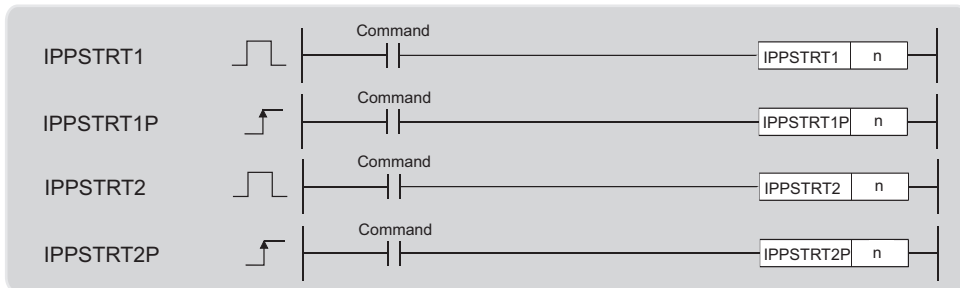 Command
IPPSTRT1 IPPSTRT1 n
Command
IPPSTRT1P IPPSTRT1P n
Command
IPPSTRT2 IPPSTRT2 n
Command
IPPSTRT2P IPPSTRT2P n